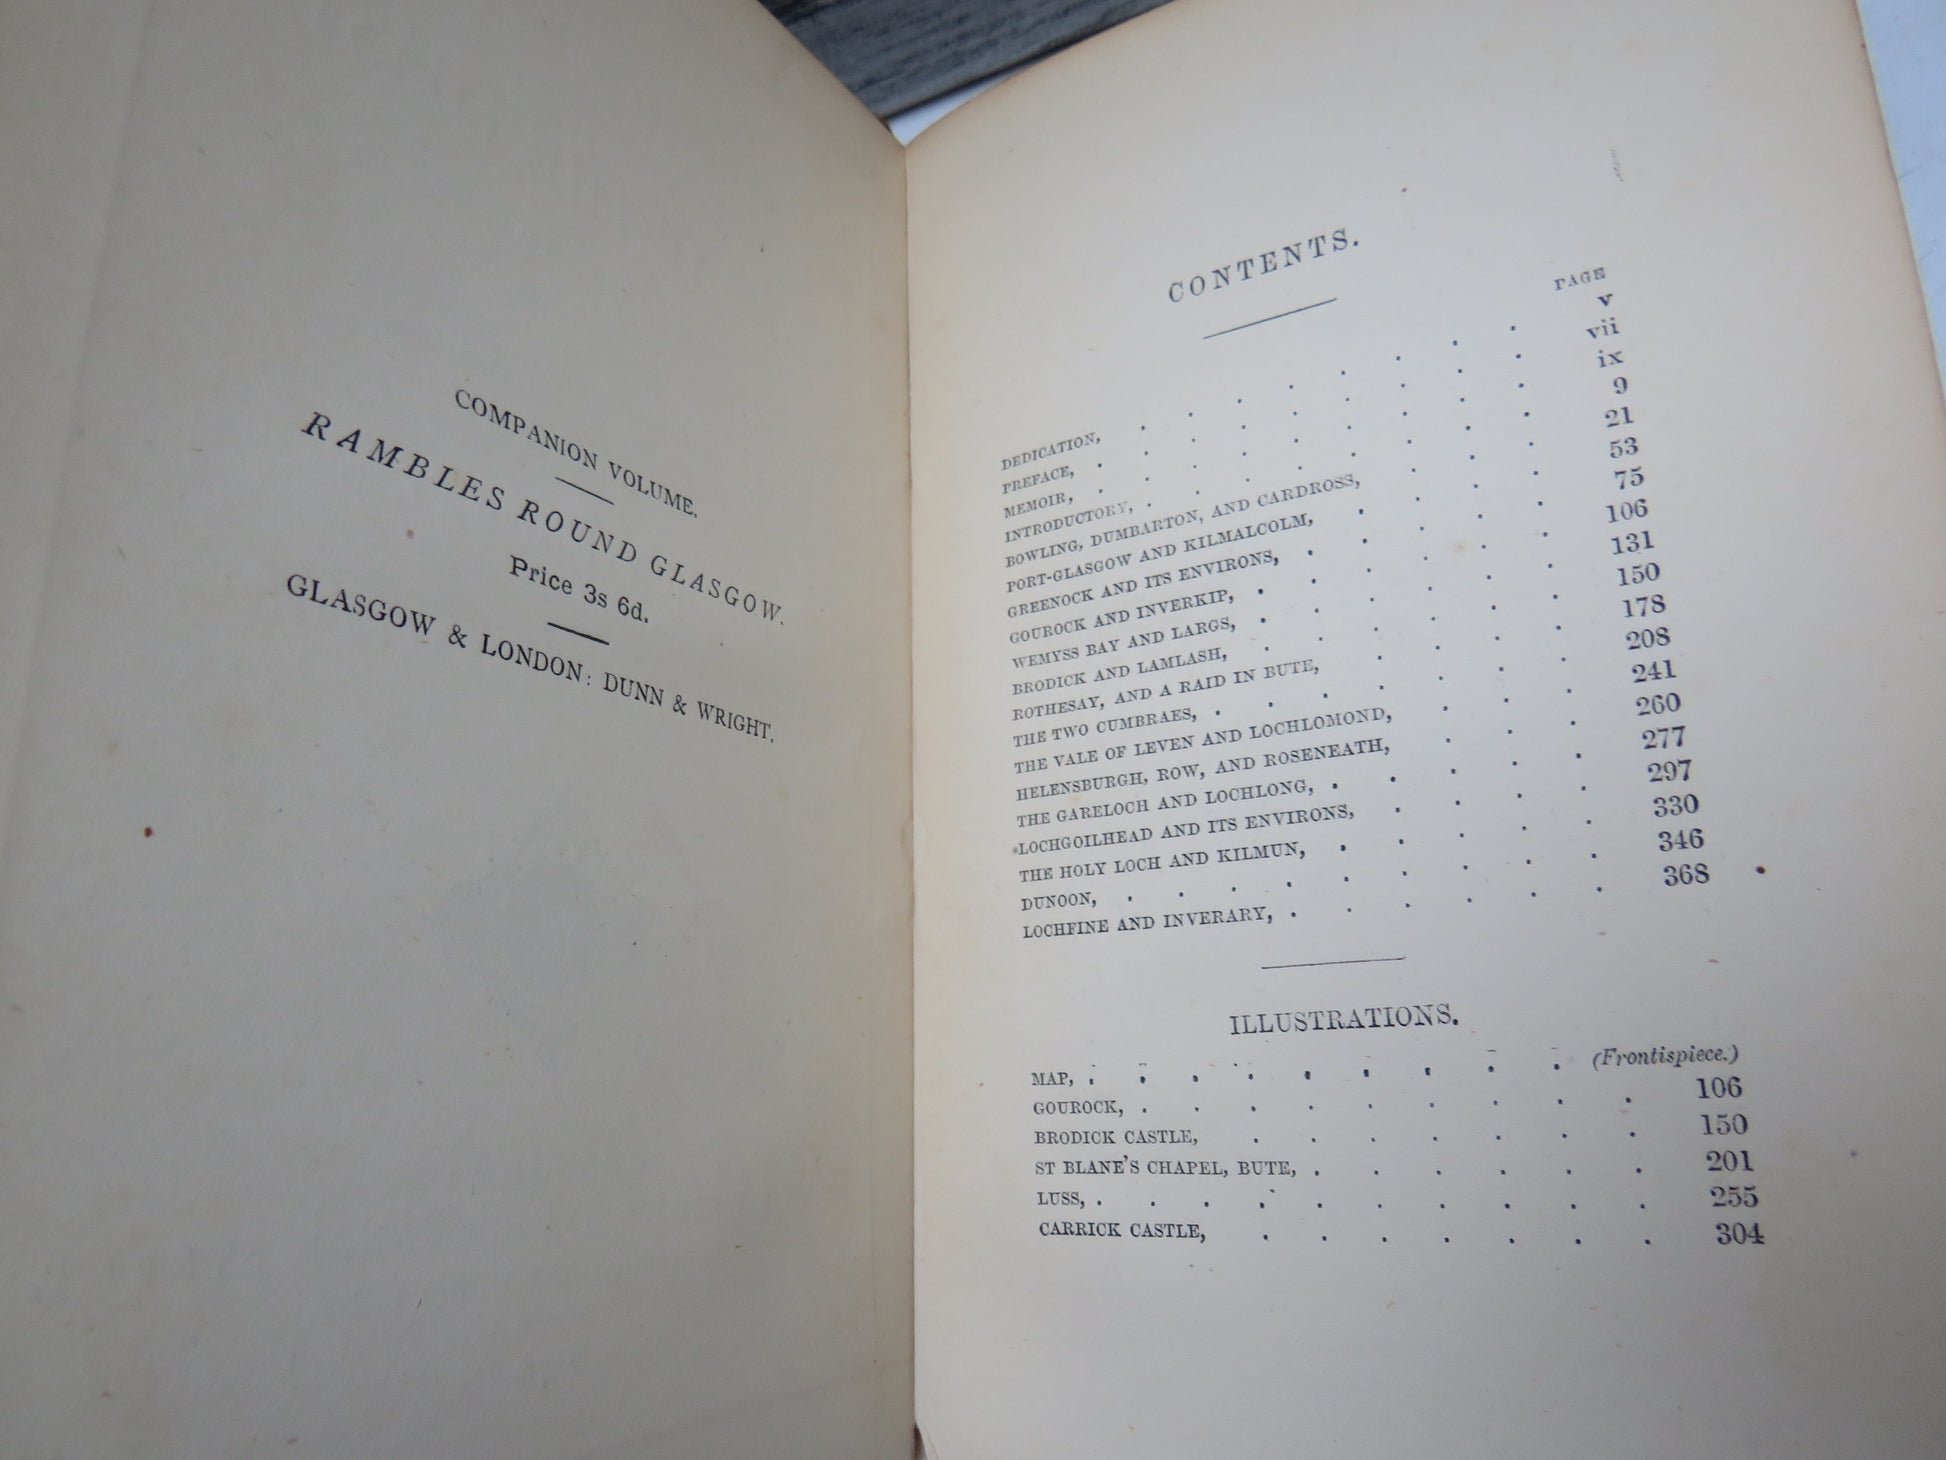 COMPANION VOLUME.
RAMBLES ROUND GLASGOW.
Price 3s 6d.
GLASGOW & LONDON: DUNN & WRIGHT.
CONTENTS.
PAGE
DEDICATION, . . . . . . . . v
PREFACE, . . . . . . . . vii
MEMOIR, . . . . . . . . ix
INTRODUCTORY, . . . . . . . 9
BOWLING, DUMBARTON, AND CARDROSS, . . . 21
PORT-GLASGOW AND KILMALCOLM, . . . . 53
GREENOCK AND ITS ENVIRONS, . . . . . 75
GOUROCK AND INVERKIP, . . . . . 106
WEMYSS BAY AND LARGS, . . . . . 131
BRODICK AND LAMLASH, . . . . . 150
ROTHESAY, AND A RAID IN BUTE, . . . . 178
THE TWO CUMBRAES, . . . . . . 208
THE VALE OF LEVEN AND LOCHLOMOND, . . . 241
HELENSBURGH, ROW, AND ROSENEATH, . . . 260
THE GARELOCH AND LOCHLONG, . . . . . 277
LOCHGOILHEAD AND ITS ENVIRONS, . . . . 297
THE HOLY LOCH AND KILMUN, . . . . . 330
DUNOON, . . . . . . . . . 346
LOCHFINE AND INVERARY, . . . . . . 368
ILLUSTRATIONS.
MAP, . . . . . . . . . (Frontispiece.)
GOUROCK, . . . . . . . . . 106
BRODICK CASTLE, . . . . . . . 150
ST BLANE'S CHAPEL, BUTE, . . . . . . 201
LUSS, . . . . . . . . . . 255
CARRICK CASTLE, . . . . . . . 304